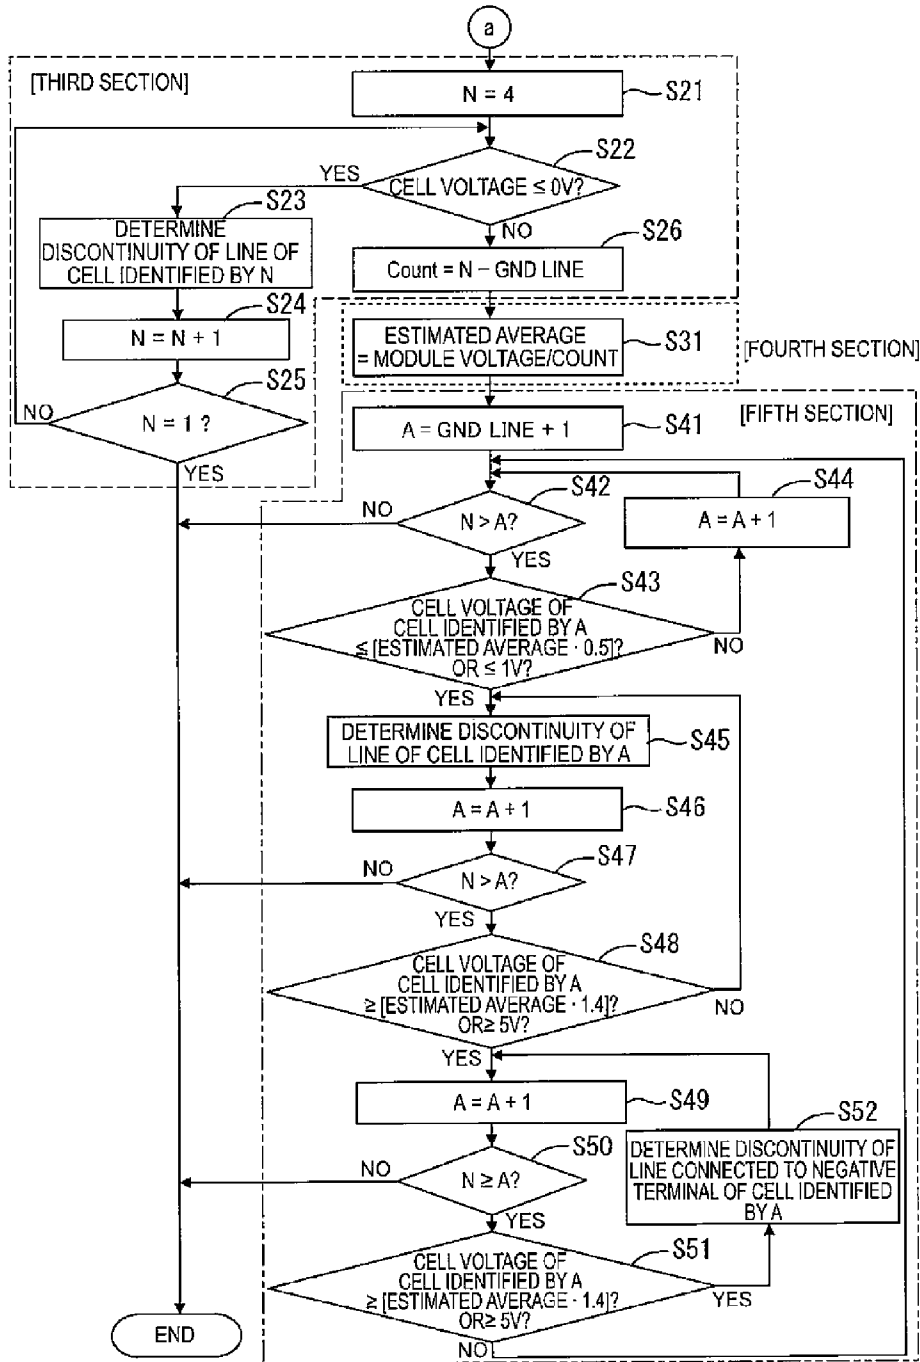 a
[THIRD SECTION]
N = 4
S21
S22
CELL VOLTAGE ≤ 0V?
YES
NO
S23
DETERMINE
DISCONTINUITY OF LINE OF
CELL IDENTIFIED BY N
S26
Count = N − GND LINE
S24
N = N + 1
S31
ESTIMATED AVERAGE
= MODULE VOLTAGE/COUNT
[FOURTH SECTION]
S25
N = 1 ?
NO
YES
[FIFTH SECTION]
A = GND LINE + 1
S41
S42
N > A?
NO
YES
S44
A = A + 1
S43
CELL VOLTAGE OF
CELL IDENTIFIED BY A
≤ [ESTIMATED AVERAGE · 0.5]?
OR ≤ 1V?
NO
YES
DETERMINE DISCONTINUITY OF
LINE OF CELL IDENTIFIED BY A
S45
A = A + 1
S46
S47
N > A?
NO
YES
S48
CELL VOLTAGE OF
CELL IDENTIFIED BY A
≥ [ESTIMATED AVERAGE · 1.4]?
OR≥ 5V?
NO
YES
A = A + 1
S49
S50
N ≥ A?
NO
YES
S52
DETERMINE DISCONTINUITY OF
LINE CONNECTED TO NEGATIVE
TERMINAL OF CELL IDENTIFIED
BY A
S51
CELL VOLTAGE OF
CELL IDENTIFIED BY A
≥ [ESTIMATED AVERAGE · 1.4]?
OR≥ 5V?
YES
NO
END